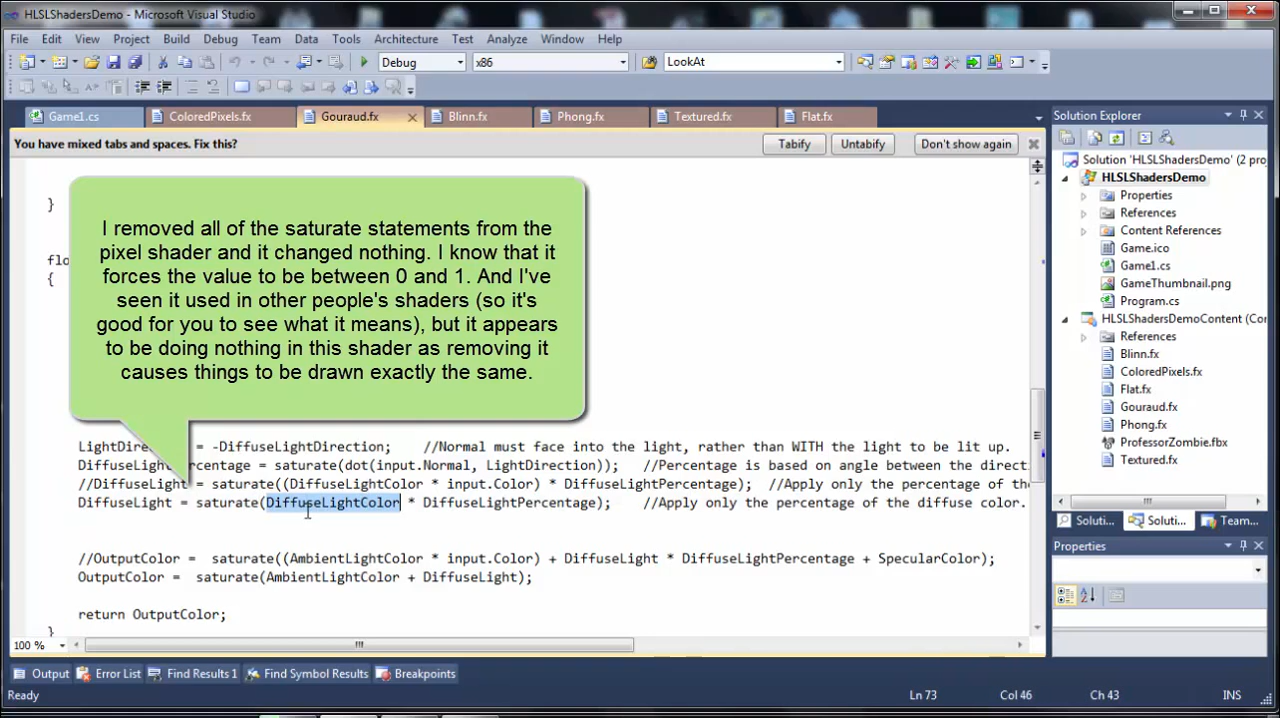 HLSLShadersDemo - Microsoft Visual Studio
File Edit View Project Build Debug Team Data Tools Architecture Test Analyze Window Help
Debug x86 LookAt
Game1.cs ColoredPixels.fx Gouraud.fx Blinn.fx Phong.fx Textured.fx Flat.fx
You have mixed tabs and spaces. Fix this? Tabify Untabify Don't show again
}
flo
{
I removed all of the saturate statements from the
pixel shader and it changed nothing. I know that it
forces the value to be between 0 and 1. And I've
seen it used in other people's shaders (so it's
good for you to see what it means), but it appears
to be doing nothing in this shader as removing it
causes things to be drawn exactly the same.
LightDire = -DiffuseLightDirection; //Normal must face into the light, rather than WITH the light to be lit up.
DiffuseLight ercentage = saturate(dot(input.Normal, LightDirection)); //Percentage is based on angle between the directi
//DiffuseLight = saturate((DiffuseLightColor * input.Color) * DiffuseLightPercentage); //Apply only the percentage of the
DiffuseLight = saturate(DiffuseLightColor * DiffuseLightPercentage); //Apply only the percentage of the diffuse color.
//OutputColor = saturate((AmbientLightColor * input.Color) + DiffuseLight * DiffuseLightPercentage + SpecularColor);
OutputColor = saturate(AmbientLightColor + DiffuseLight);
return OutputColor;
}
100 %
Solution Explorer
Solution 'HLSLShadersDemo' (2 pro
HLSLShadersDemo
Properties
References
Content References
Game.ico
Game1.cs
GameThumbnail.png
Program.cs
HLSLShadersDemoContent (Co
References
Blinn.fx
ColoredPixels.fx
Flat.fx
Gouraud.fx
Phong.fx
ProfessorZombie.fbx
Textured.fx
Soluti... Soluti... Team...
Properties
Output Error List Find Results 1 Find Symbol Results Breakpoints
Ready Ln 73 Col 46 Ch 43 INS